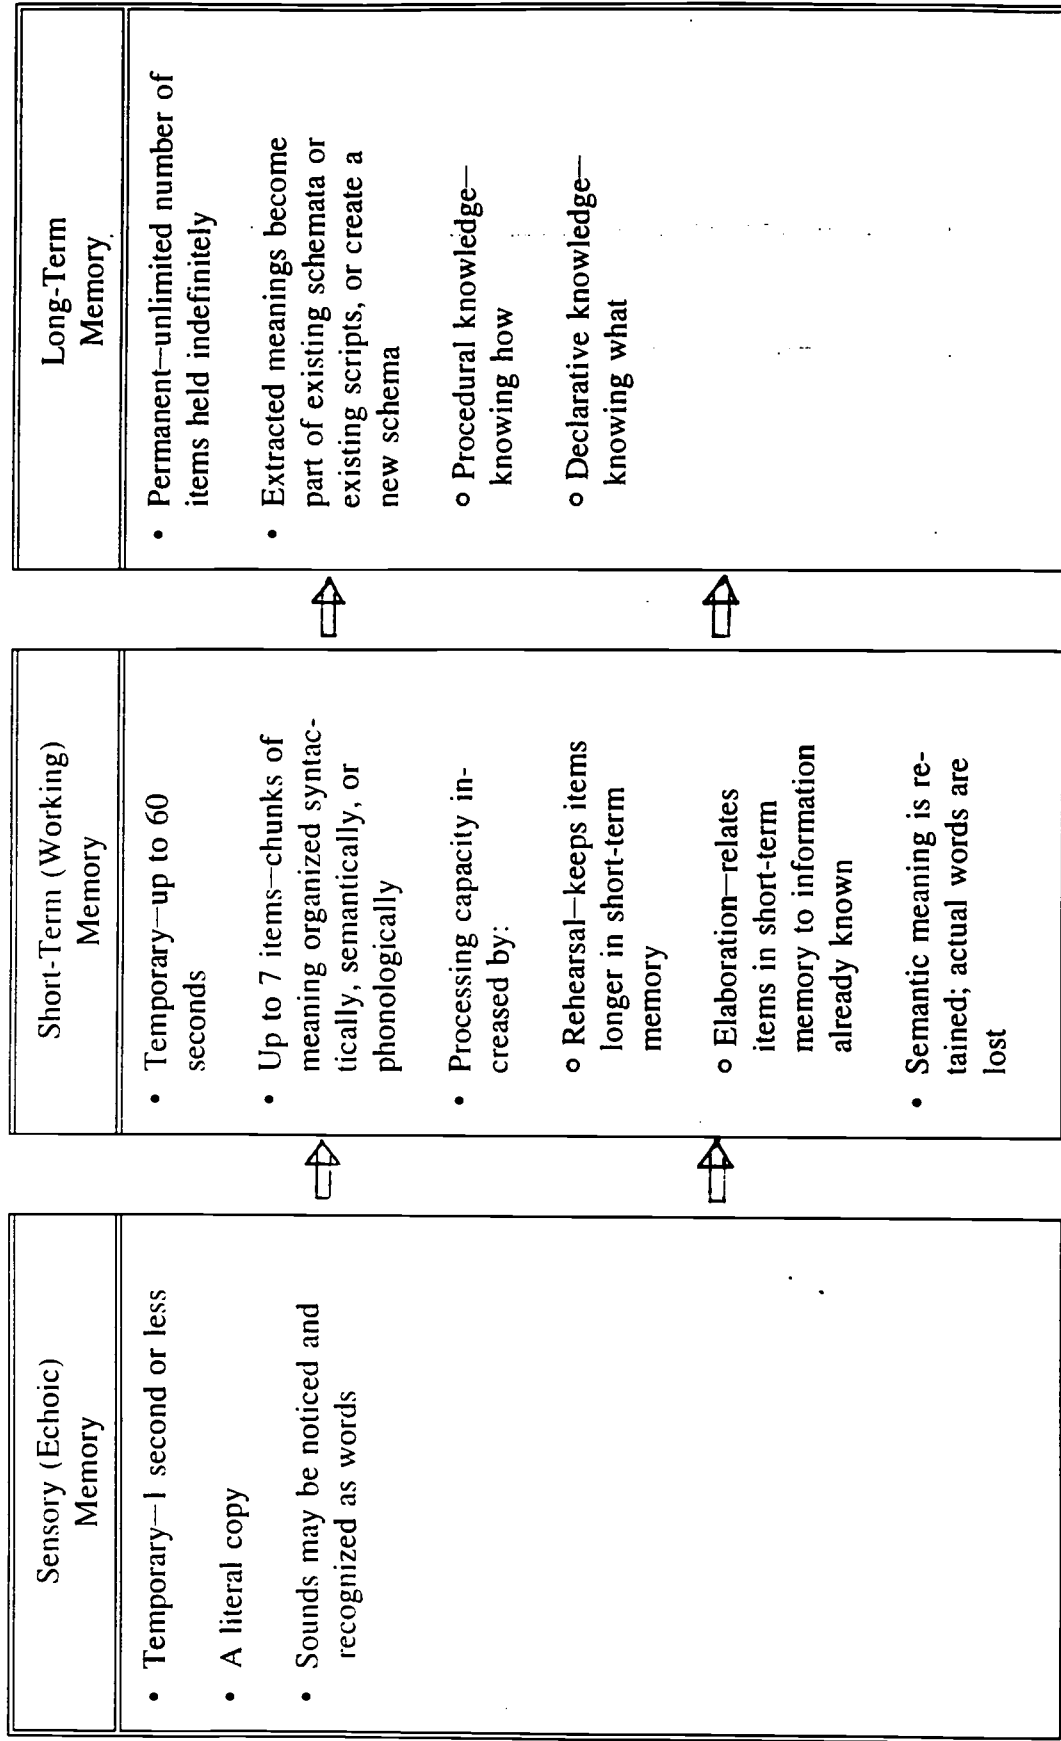 Sensory (Echoic)
Memory
• Temporary—1 second or less
• A literal copy
• Sounds may be noticed and
recognized as words
Short-Term (Working)
Memory
• Temporary—up to 60
seconds
• Up to 7 items—chunks of
meaning organized syntac-
tically, semantically, or
phonologically
• Processing capacity in-
creased by:
o Rehearsal—keeps items
longer in short-term
memory
o Elaboration—relates
items in short-term
memory to information
already known
• Semantic meaning is re-
tained; actual words are
lost
Long-Term
Memory
• Permanent—unlimited number of
items held indefinitely
• Extracted meanings become
part of existing schemata or
existing scripts, or create a
new schema
o Procedural knowledge—
knowing how
o Declarative knowledge—
knowing what